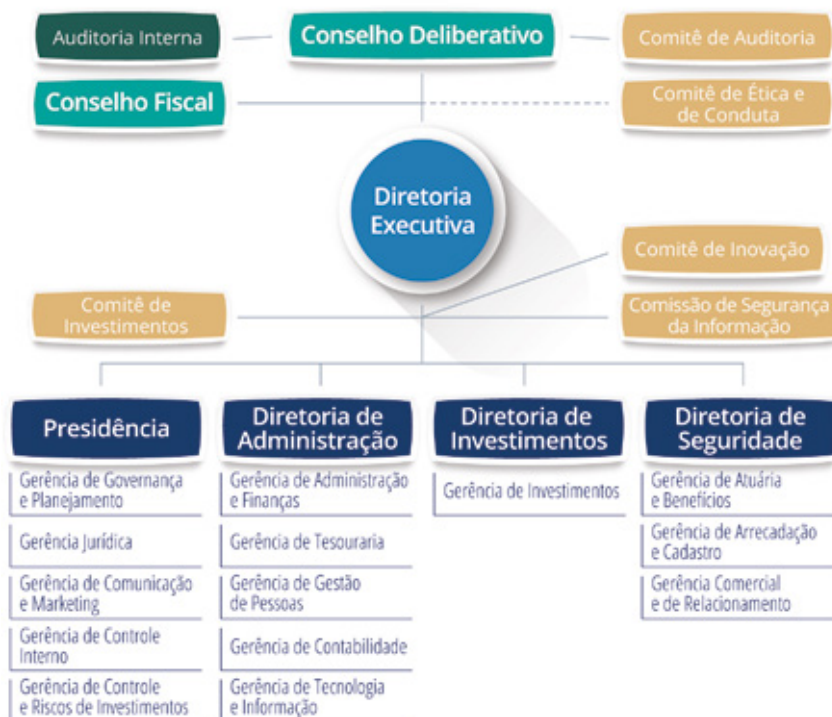 Auditoria Interna
Conselho Deliberativo
Comitê de Auditoria
Conselho Fiscal
Comitê de Ética e
de Conduta
Diretoria
Executiva
Comitê de Inovação
Comitê de
Investimentos
Comissão de Segurança
da Informação
Presidência
Gerência de Governança
e Planejamento
Gerência Jurídica
Gerência de Comunicação
e Marketing
Gerência de Controle
Interno
Gerência de Controle
e Riscos de Investimentos
Diretoria de
Administração
Gerência de Administração
e Finanças
Gerência de Tesouraria
Gerência de Gestão
de Pessoas
Gerência de Contabilidade
Gerência de Tecnologia
e Informação
Diretoria de
Investimentos
Gerência de Investimentos
Diretoria de
Seguridade
Gerência de Atuária
e Benefícios
Gerência de Arrecadação
e Cadastro
Gerência Comercial
e de Relacionamento